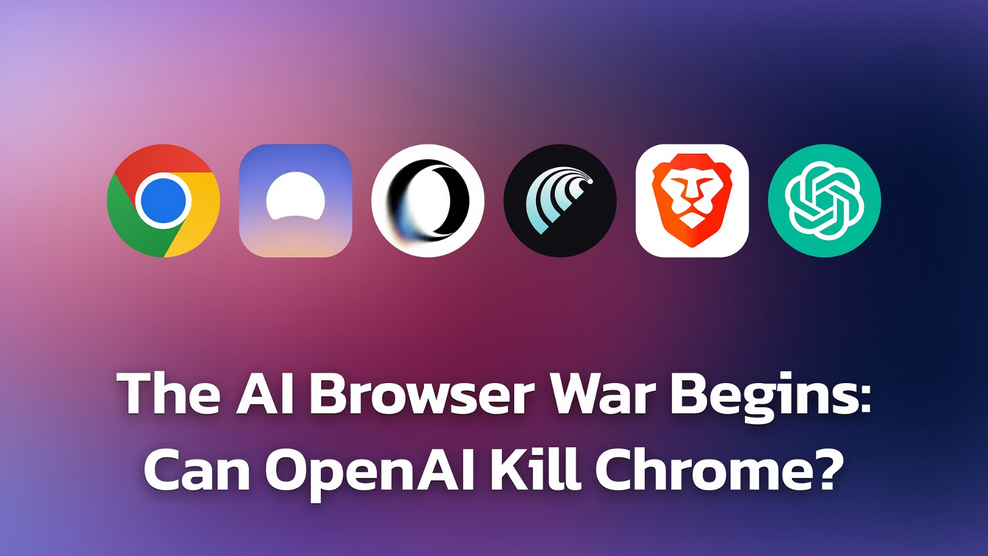 The AI Browser War Begins:
Can OpenAI Kill Chrome?